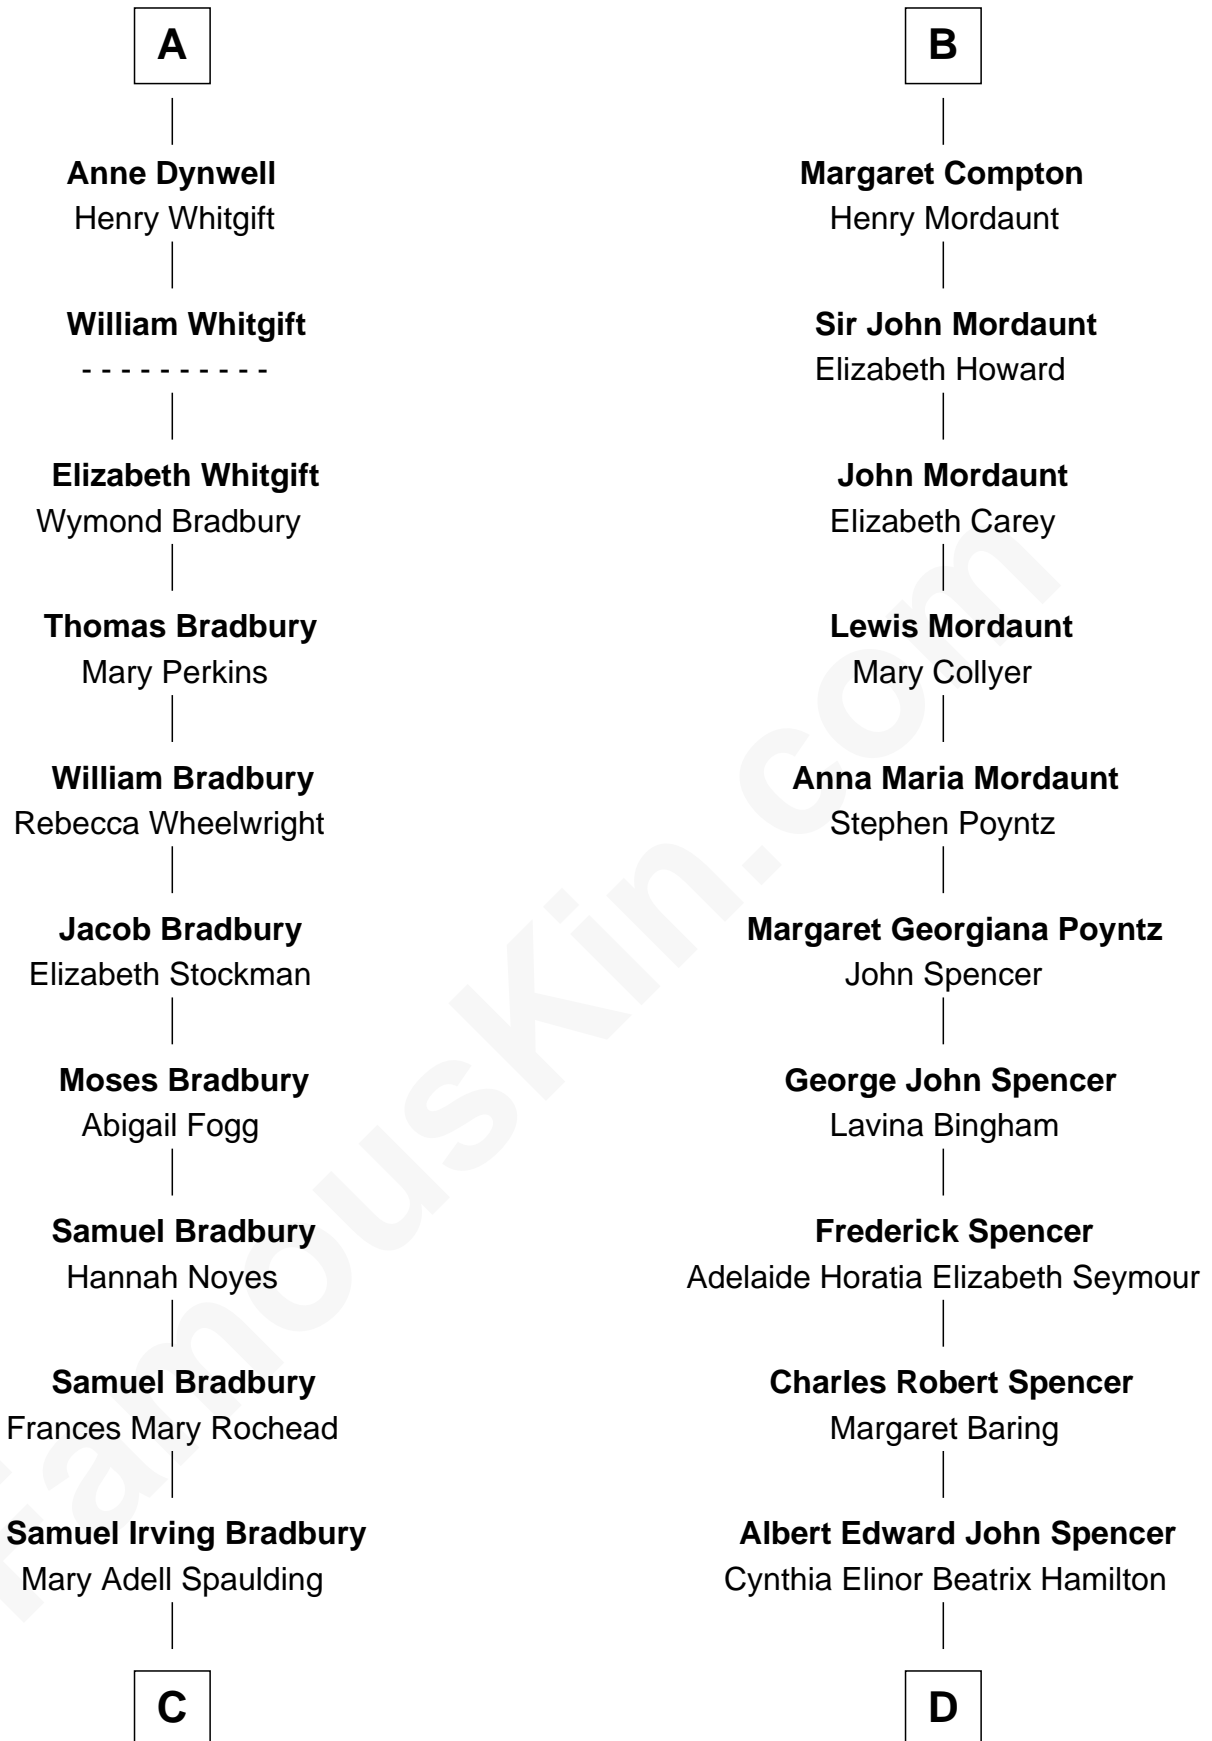 A
Anne Dynwell
Henry Whitgift
William Whitgift
- - - - - - - - - -
Elizabeth Whitgift
Wymond Bradbury
Thomas Bradbury
Mary Perkins
William Bradbury
Rebecca Wheelwright
Jacob Bradbury
Elizabeth Stockman
Moses Bradbury
Abigail Fogg
Samuel Bradbury
Hannah Noyes
Samuel Bradbury
Frances Mary Rochead
Samuel Irving Bradbury
Mary Adell Spaulding
C
B
Margaret Compton
Henry Mordaunt
Sir John Mordaunt
Elizabeth Howard
John Mordaunt
Elizabeth Carey
Lewis Mordaunt
Mary Collyer
Anna Maria Mordaunt
Stephen Poyntz
Margaret Georgiana Poyntz
John Spencer
George John Spencer
Lavina Bingham
Frederick Spencer
Adelaide Horatia Elizabeth Seymour
Charles Robert Spencer
Margaret Baring
Albert Edward John Spencer
Cynthia Elinor Beatrix Hamilton
D
FamousKin.com